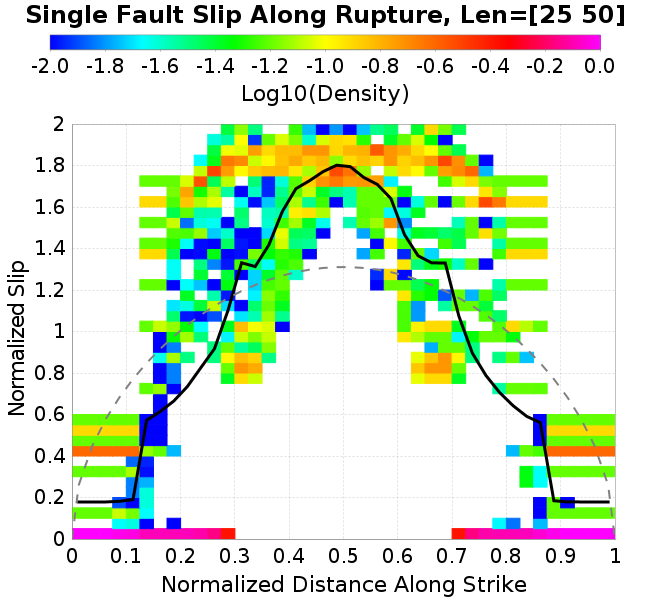 Single Fault Slip Along Rupture, Len=[25 50]
-2.0 -1.8 -1.6 -1.4 -1.2 -1.0 -0.8 -0.6 -0.4 -0.2 0.0
Log10(Density)
2
1.8
1.6
1.4
1.2
1
0.8
0.6
0.4
0.2
0
Normalized Slip
0 0.1 0.2 0.3 0.4 0.5 0.6 0.7 0.8 0.9 1
Normalized Distance Along Strike